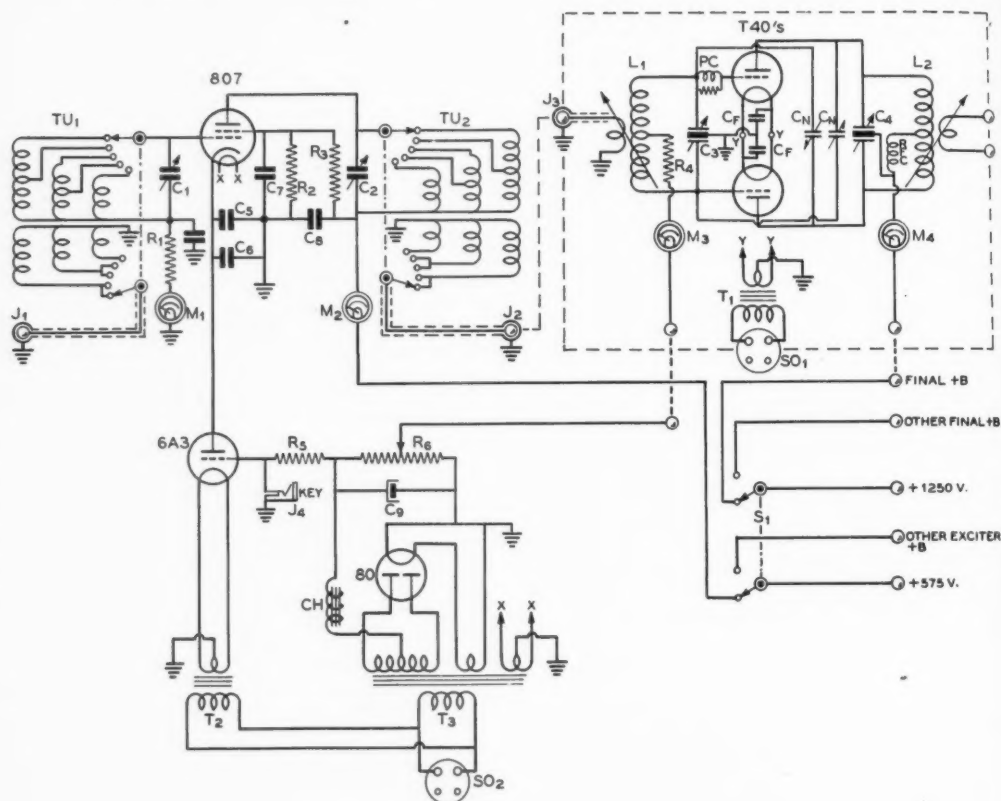 T40's
807
L1
PC
L2
TU1
J3
TU2
CF
CN
CN
C4
C3
Y
Y
CF
R4
RFC
C1
C7
R2
R3
C2
X X
C5
C8
C6
R1
M1
M2
M3
M4
J1
J2
Y Y
T1
SO1
FINAL +B
OTHER FINAL +B
6A3
R5
R6
KEY
J4
C9
+1250 V.
S1
OTHER EXCITER
+B
80
+575 V.
CH
X X
T2
T3
SO2